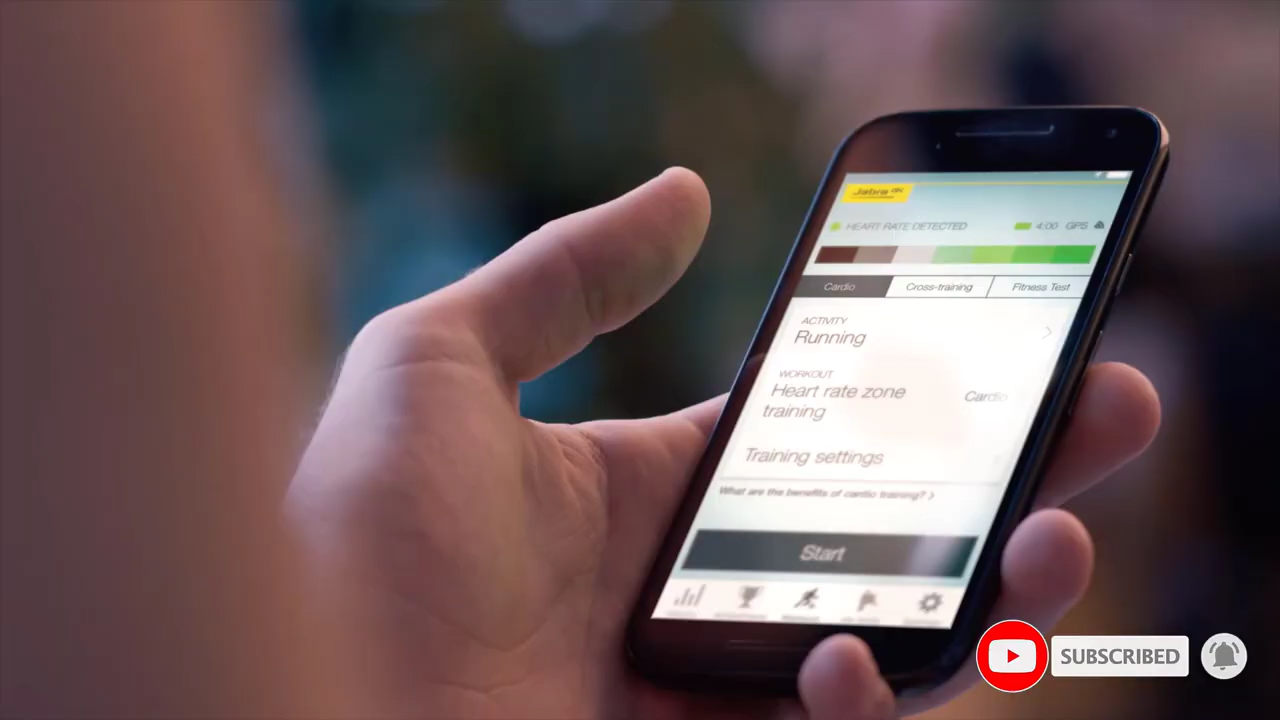 Jabra
HEART RATE DETECTED 4:00 GPS
Cardio Cross-training Fitness Test
ACTIVITY
Running
WORKOUT
Heart rate zone
training
Cardio
Training settings
What are the benefits of cardio training?
Start
SUBSCRIBED